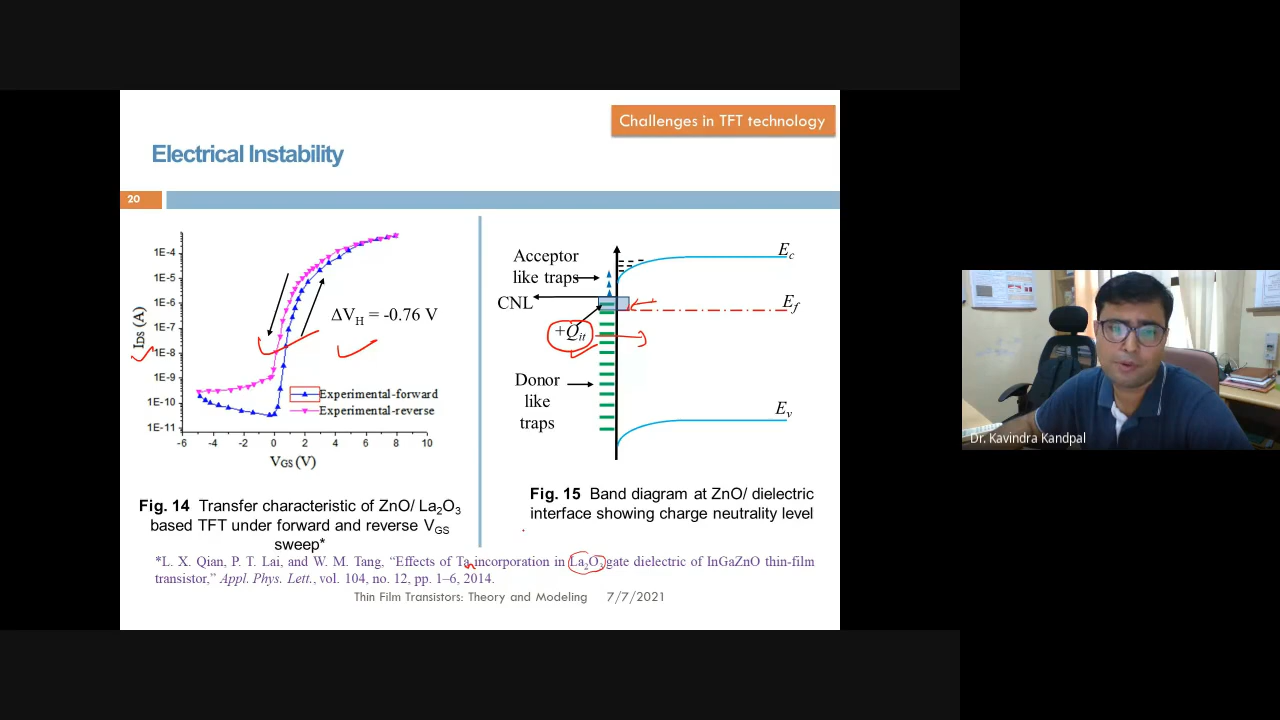 Challenges in TFT technology
Electrical Instability
20
1E-4
1E-5
1E-6
1E-7
1E-8
1E-9
1E-10
1E-11
IDS (A)
-6 -4 -2 0 2 4 6 8 10
VGS (V)
ΔVH = -0.76 V
Experimental-forward
Experimental-reverse
Fig. 14 Transfer characteristic of ZnO/ La2O3
based TFT under forward and reverse VGS
sweep*
Acceptor
like traps
CNL
+Qit
Donor
like
traps
Ec
Ef
Ev
Fig. 15 Band diagram at ZnO/ dielectric
interface showing charge neutrality level
*L. X. Qian, P. T. Lai, and W. M. Tang, “Effects of Ta incorporation in La2O3 gate dielectric of InGaZnO thin-film
transistor,” Appl. Phys. Lett., vol. 104, no. 12, pp. 1–6, 2014.
Thin Film Transistors: Theory and Modeling 7/7/2021
Dr. Kavindra Kandpal